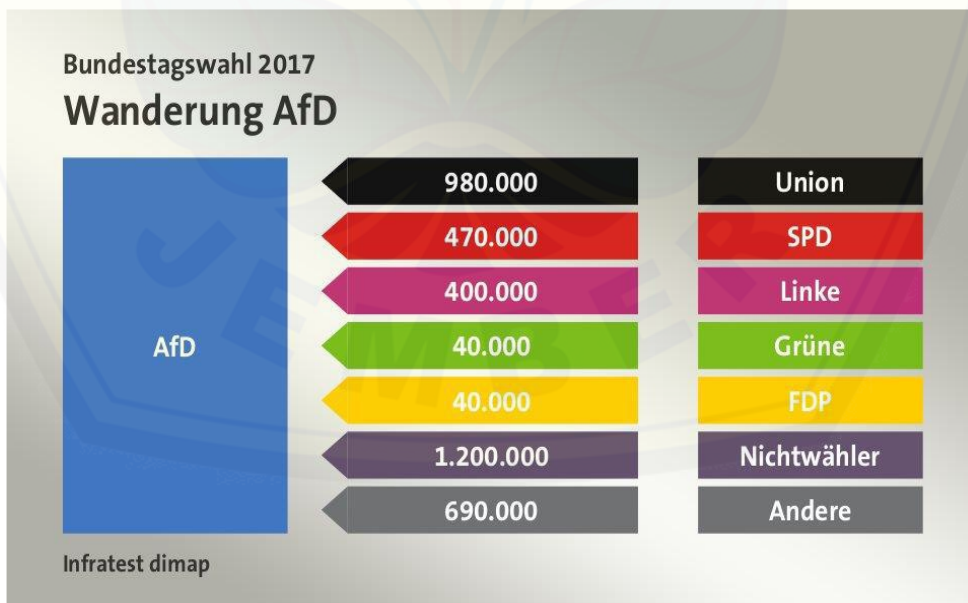 Bundestagswahl 2017
Wanderung AfD
AfD
980.000 Union
470.000 SPD
400.000 Linke
40.000 Grüne
40.000 FDP
1.200.000 Nichtwähler
690.000 Andere
Infratest dimap
JEMBER